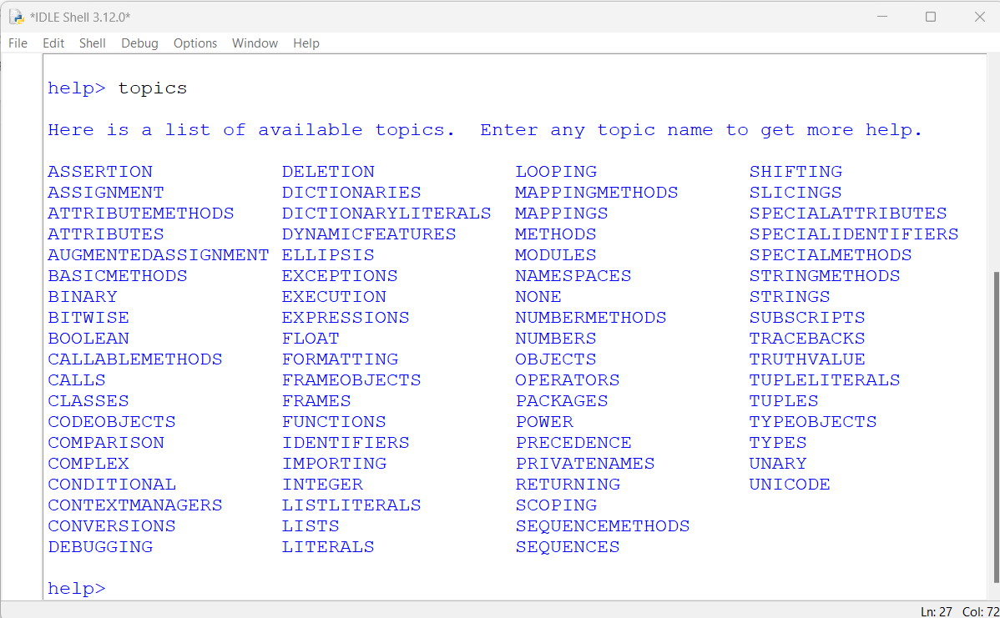 *IDLE Shell 3.12.0*
File Edit Shell Debug Options Window Help
help> topics
Here is a list of available topics.  Enter any topic name to get more help.
ASSERTION DELETION LOOPING SHIFTING
ASSIGNMENT DICTIONARIES MAPPINGMETHODS SLICINGS
ATTRIBUTEMETHODS DICTIONARYLITERALS MAPPINGS SPECIALATTRIBUTES
ATTRIBUTES DYNAMICFEATURES METHODS SPECIALIDENTIFIERS
AUGMENTEDASSIGNMENT ELLIPSIS MODULES SPECIALMETHODS
BASICMETHODS EXCEPTIONS NAMESPACES STRINGMETHODS
BINARY EXECUTION NONE STRINGS
BITWISE EXPRESSIONS NUMBERMETHODS SUBSCRIPTS
BOOLEAN FLOAT NUMBERS TRACEBACKS
CALLABLEMETHODS FORMATTING OBJECTS TRUTHVALUE
CALLS FRAMEOBJECTS OPERATORS TUPLELITERALS
CLASSES FRAMES PACKAGES TUPLES
CODEOBJECTS FUNCTIONS POWER TYPEOBJECTS
COMPARISON IDENTIFIERS PRECEDENCE TYPES
COMPLEX IMPORTING PRIVATENAMES UNARY
CONDITIONAL INTEGER RETURNING UNICODE
CONTEXTMANAGERS LISTLITERALS SCOPING
CONVERSIONS LISTS SEQUENCEMETHODS
DEBUGGING LITERALS SEQUENCES
help>
Ln: 27 Col: 72